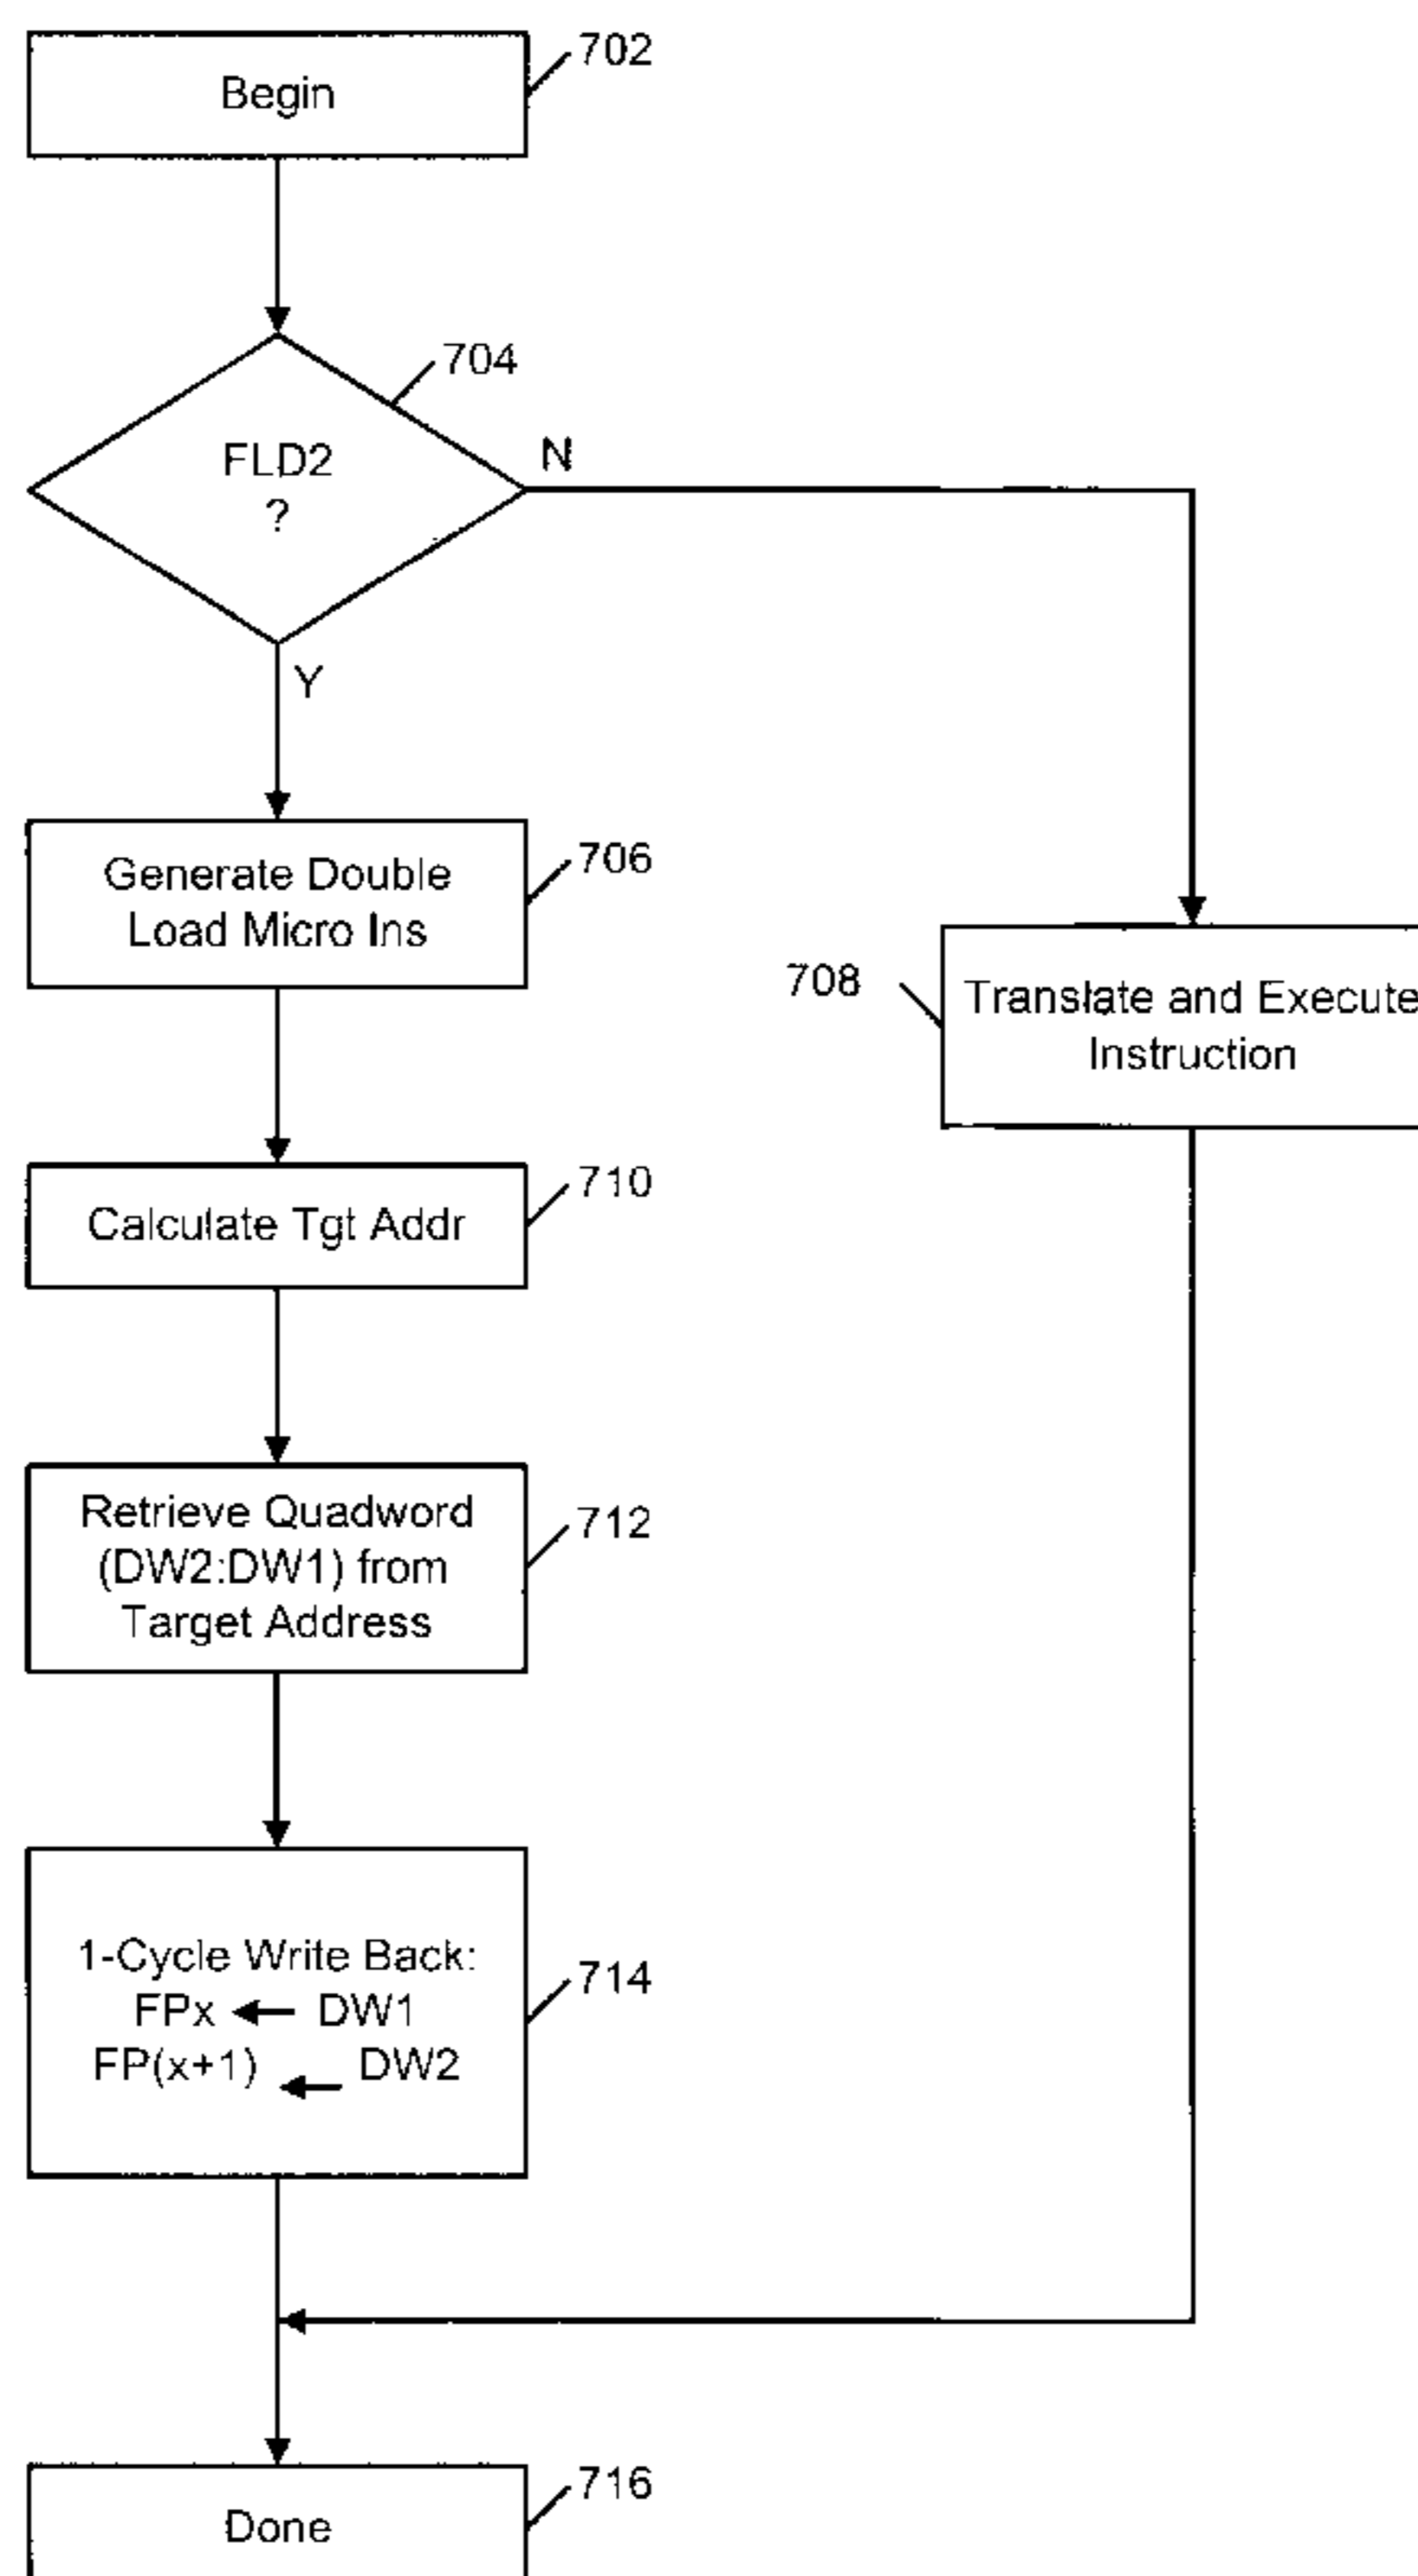 Begin
702
704
FLD2
?
N
Y
Generate Double
Load Micro Ins
706
708
Translate and Execute
Instruction
Calculate Tgt Addr
710
Retrieve Quadword
(DW2:DW1) from
Target Address
712
1-Cycle Write Back:
FPx ← DW1
FP(x+1) ← DW2
714
Done
716